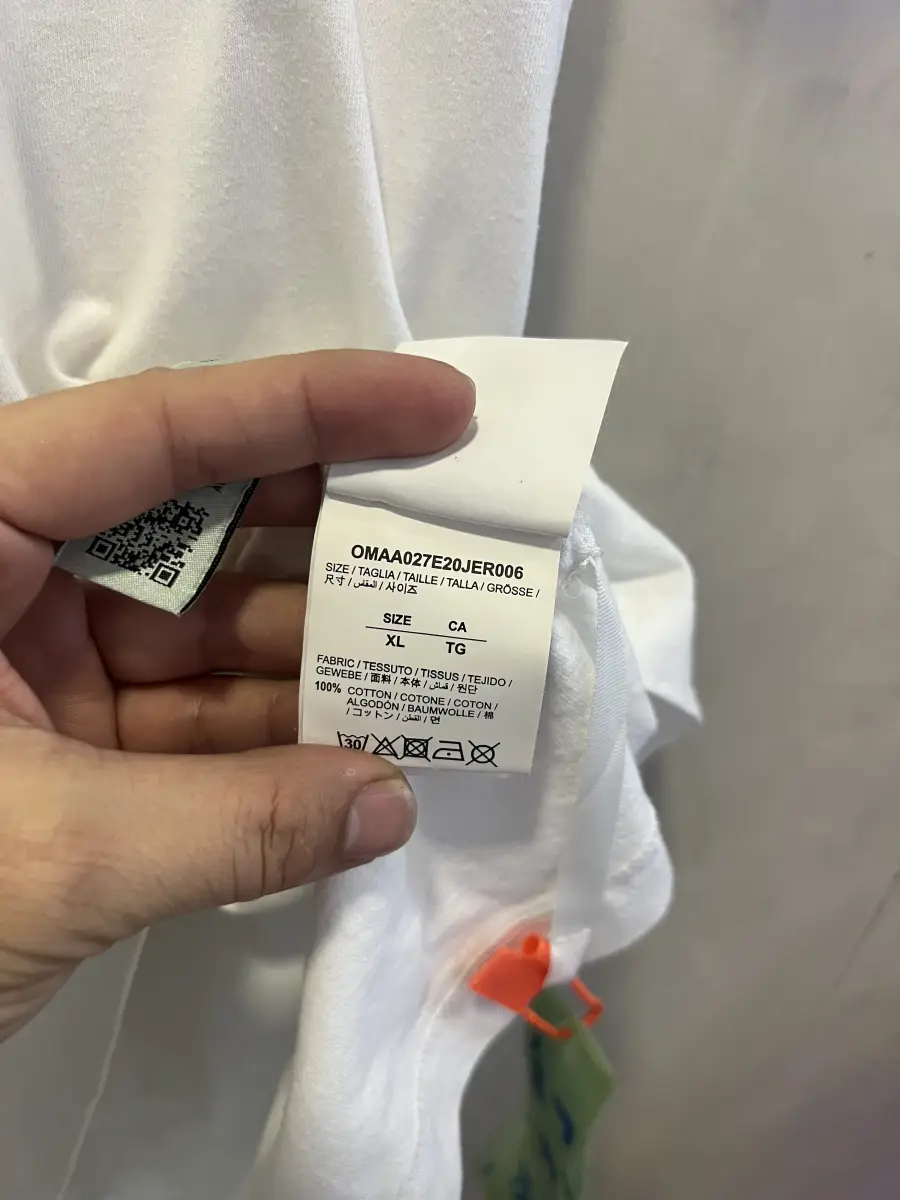 OMAA027E20JER006
SIZE / TAGLIA / TAILLE / TALLA / GRÖSSE /
尺寸 / المقاس / 사이즈
SIZE CA
XL TG
FABRIC / TESSUTO / TISSUS / TEJIDO /
GEWEBE / 面料 / 本体 / قماش / 원단
100% COTTON / COTONE / COTON /
ALGODÓN / BAUMWOLLE / 棉
/ コットン / القطن / 면
30